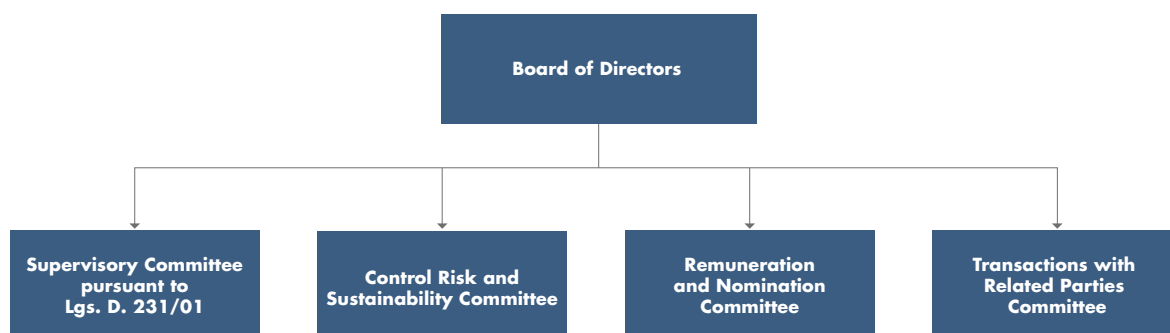 Board of Directors
Supervisory Committee
pursuant to
Lgs. D. 231/01
Control Risk and
Sustainability Committee
Remuneration
and Nomination
Committee
Transactions with
Related Parties
Committee